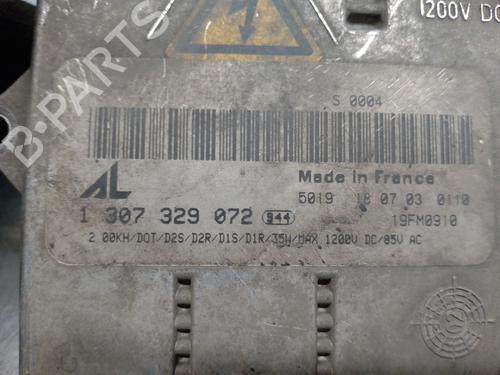 1200V DC
S 0004
Made in France
AL
5019 18 07 03 0110
1 307 329 072 944
19FM0910
2 00KH/DOT/D2S/D2R/D1S/D1R/35W/MAX 1200V DC/85V AC
B-PARTS